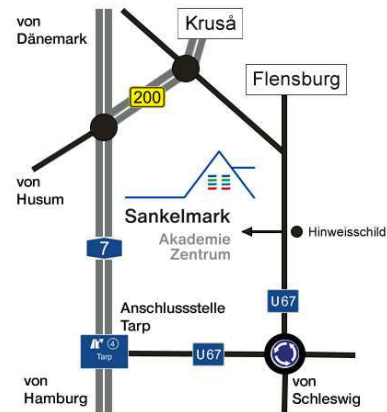 von
Dänemark
Kruså
Flensburg
200
von
Husum
Sankelmark
Akademie
Zentrum
Hinweisschild
7
U67
Anschlussstelle
Tarp
4
Tarp
U67
von
Hamburg
von
Schleswig